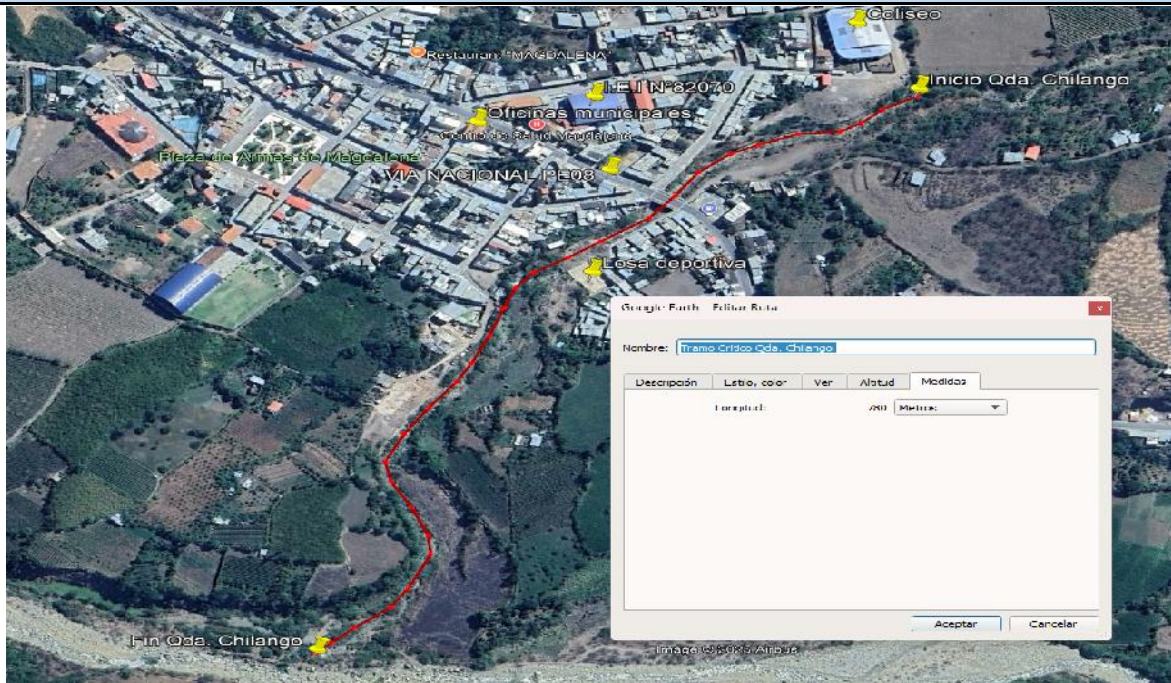 Coliseo
Restaurant "MAGDALENA"
Inicio Qda. Chilango
I.E.I N°82070
Oficinas municipales
Centro de Salud Magdalena
Plaza de Armas de Magdalena
VIA NACIONAL PE08
Losa deportiva
Google Earth - Editar Ruta
Nombre: Tramo Critico Qda. Chilango
Descripción Estilo, color Ver Altitud Medidas
Longitud: 780 Metros
Aceptar Cancelar
Fin Qda. Chilango
Image © 2025 Airbus